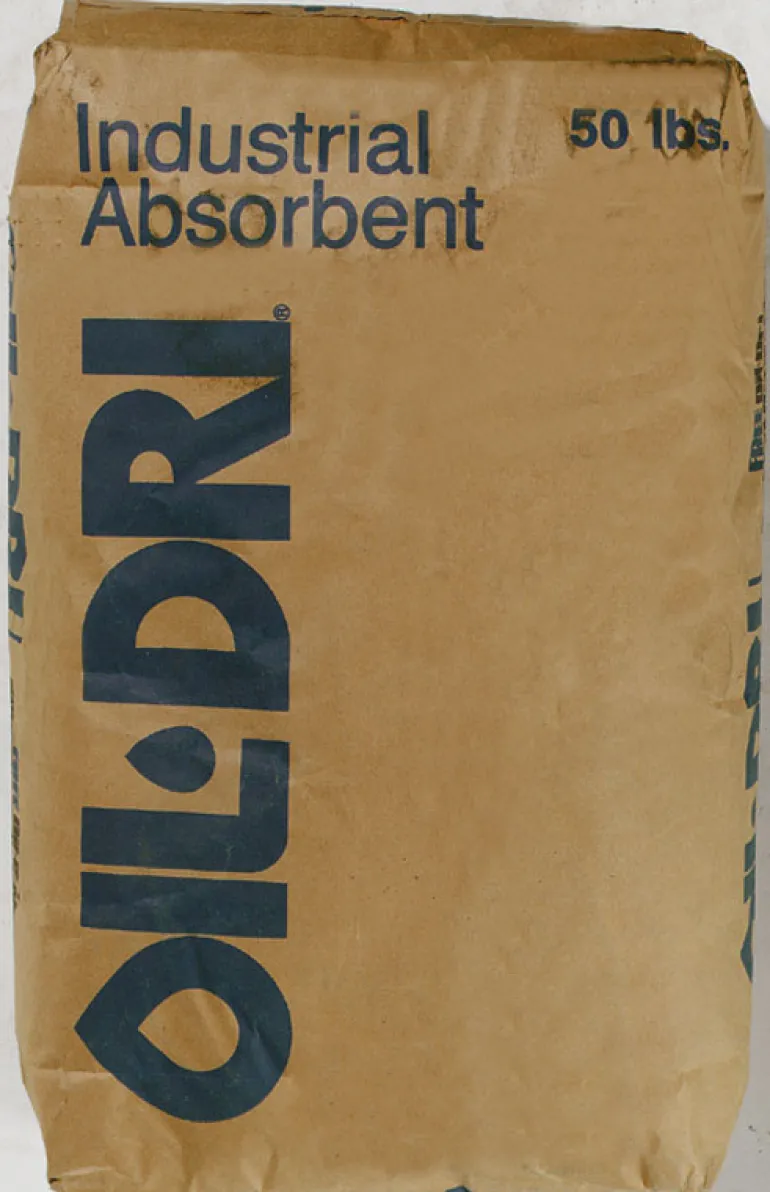 Industrial
Absorbent
50 lbs.
OIL·DRI®